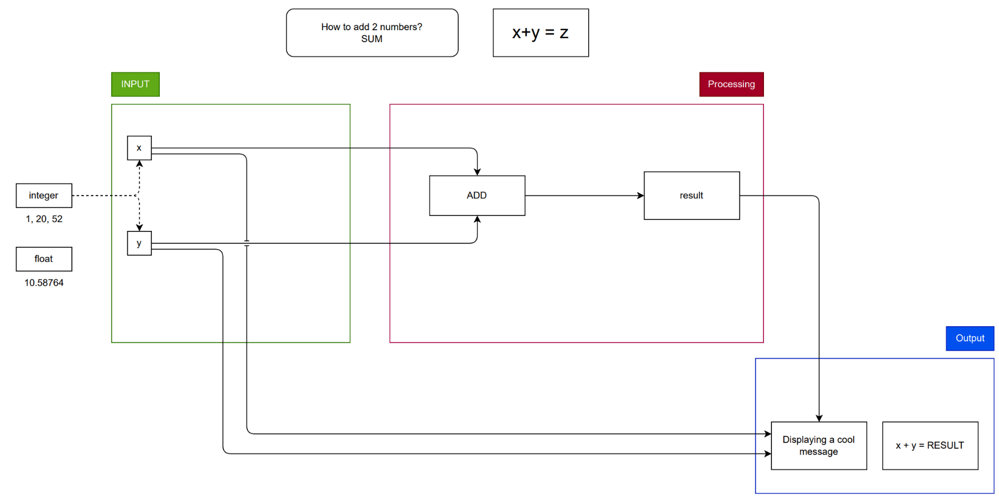 How to add 2 numbers?
SUM
x+y = z
INPUT
Processing
x
integer
1, 20, 52
ADD
result
y
float
10.58764
Output
Displaying a cool
message
x + y = RESULT